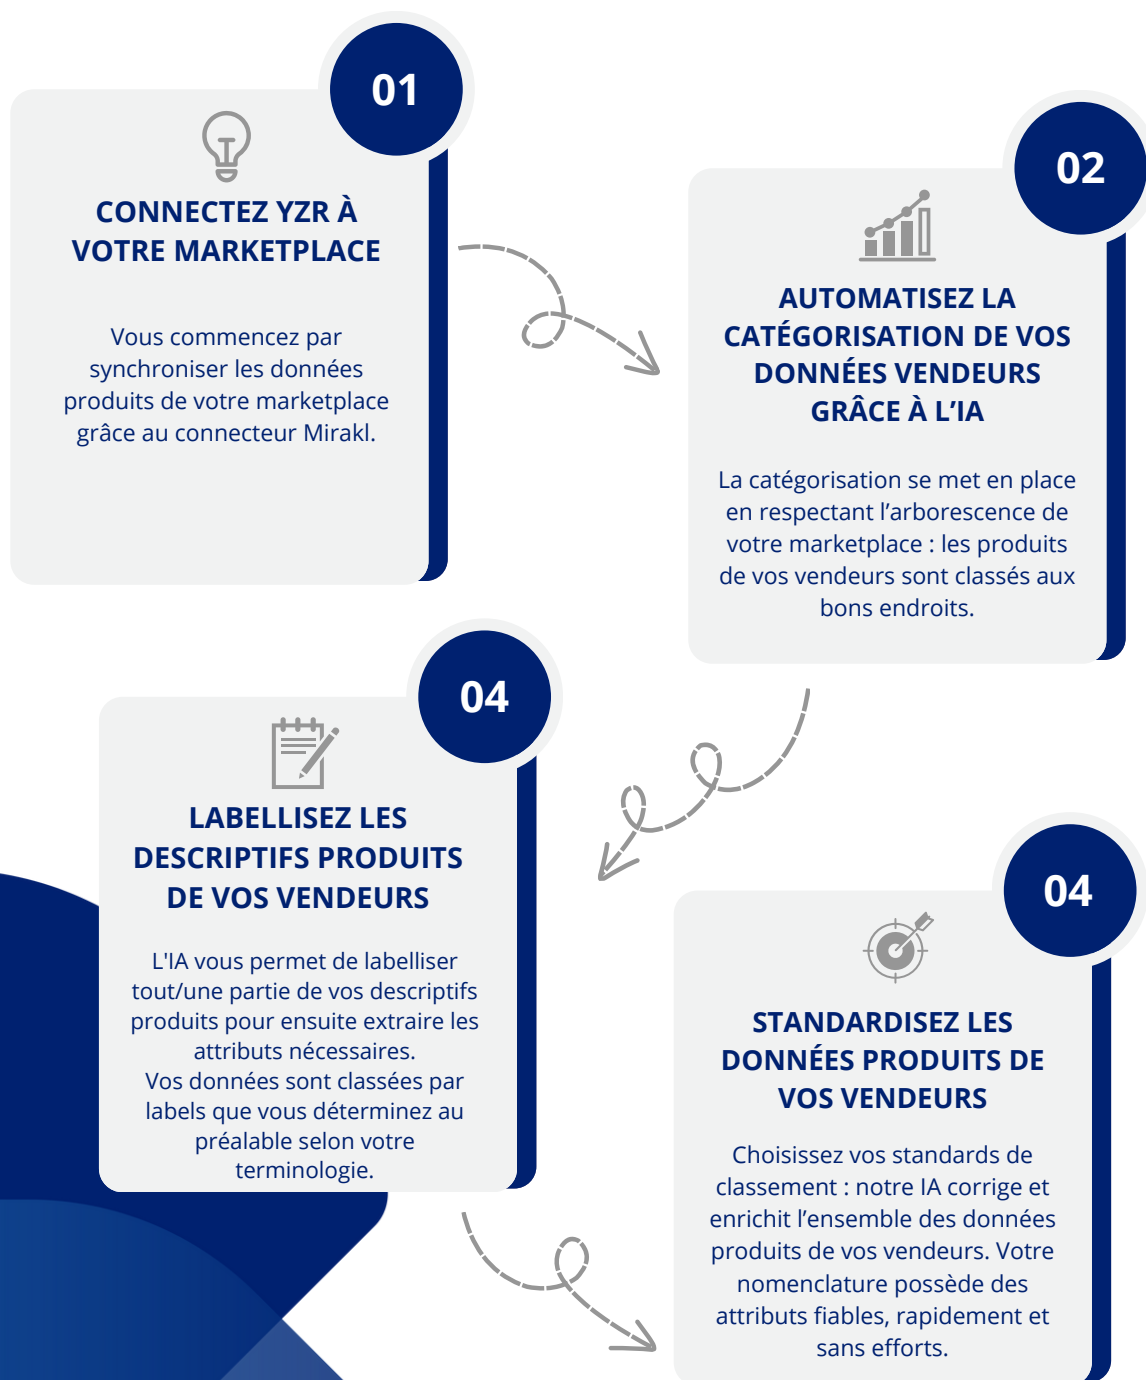 01
CONNECTEZ YZR À
VOTRE MARKETPLACE
Vous commencez par
synchroniser les données
produits de votre marketplace
grâce au connecteur Mirakl.
02
AUTOMATISEZ LA
CATÉGORISATION DE VOS
DONNÉES VENDEURS
GRÂCE À L’IA
La catégorisation se met en place
en respectant l’arborescence de
votre marketplace : les produits
de vos vendeurs sont classés aux
bons endroits.
04
LABELLISEZ LES
DESCRIPTIFS PRODUITS
DE VOS VENDEURS
L'IA vous permet de labelliser
tout/une partie de vos descriptifs
produits pour ensuite extraire les
attributs nécessaires.
Vos données sont classées par
labels que vous déterminez au
préalable selon votre
terminologie.
04
STANDARDISEZ LES
DONNÉES PRODUITS DE
VOS VENDEURS
Choisissez vos standards de
classement : notre IA corrige et
enrichit l’ensemble des données
produits de vos vendeurs. Votre
nomenclature possède des
attributs fiables, rapidement et
sans efforts.